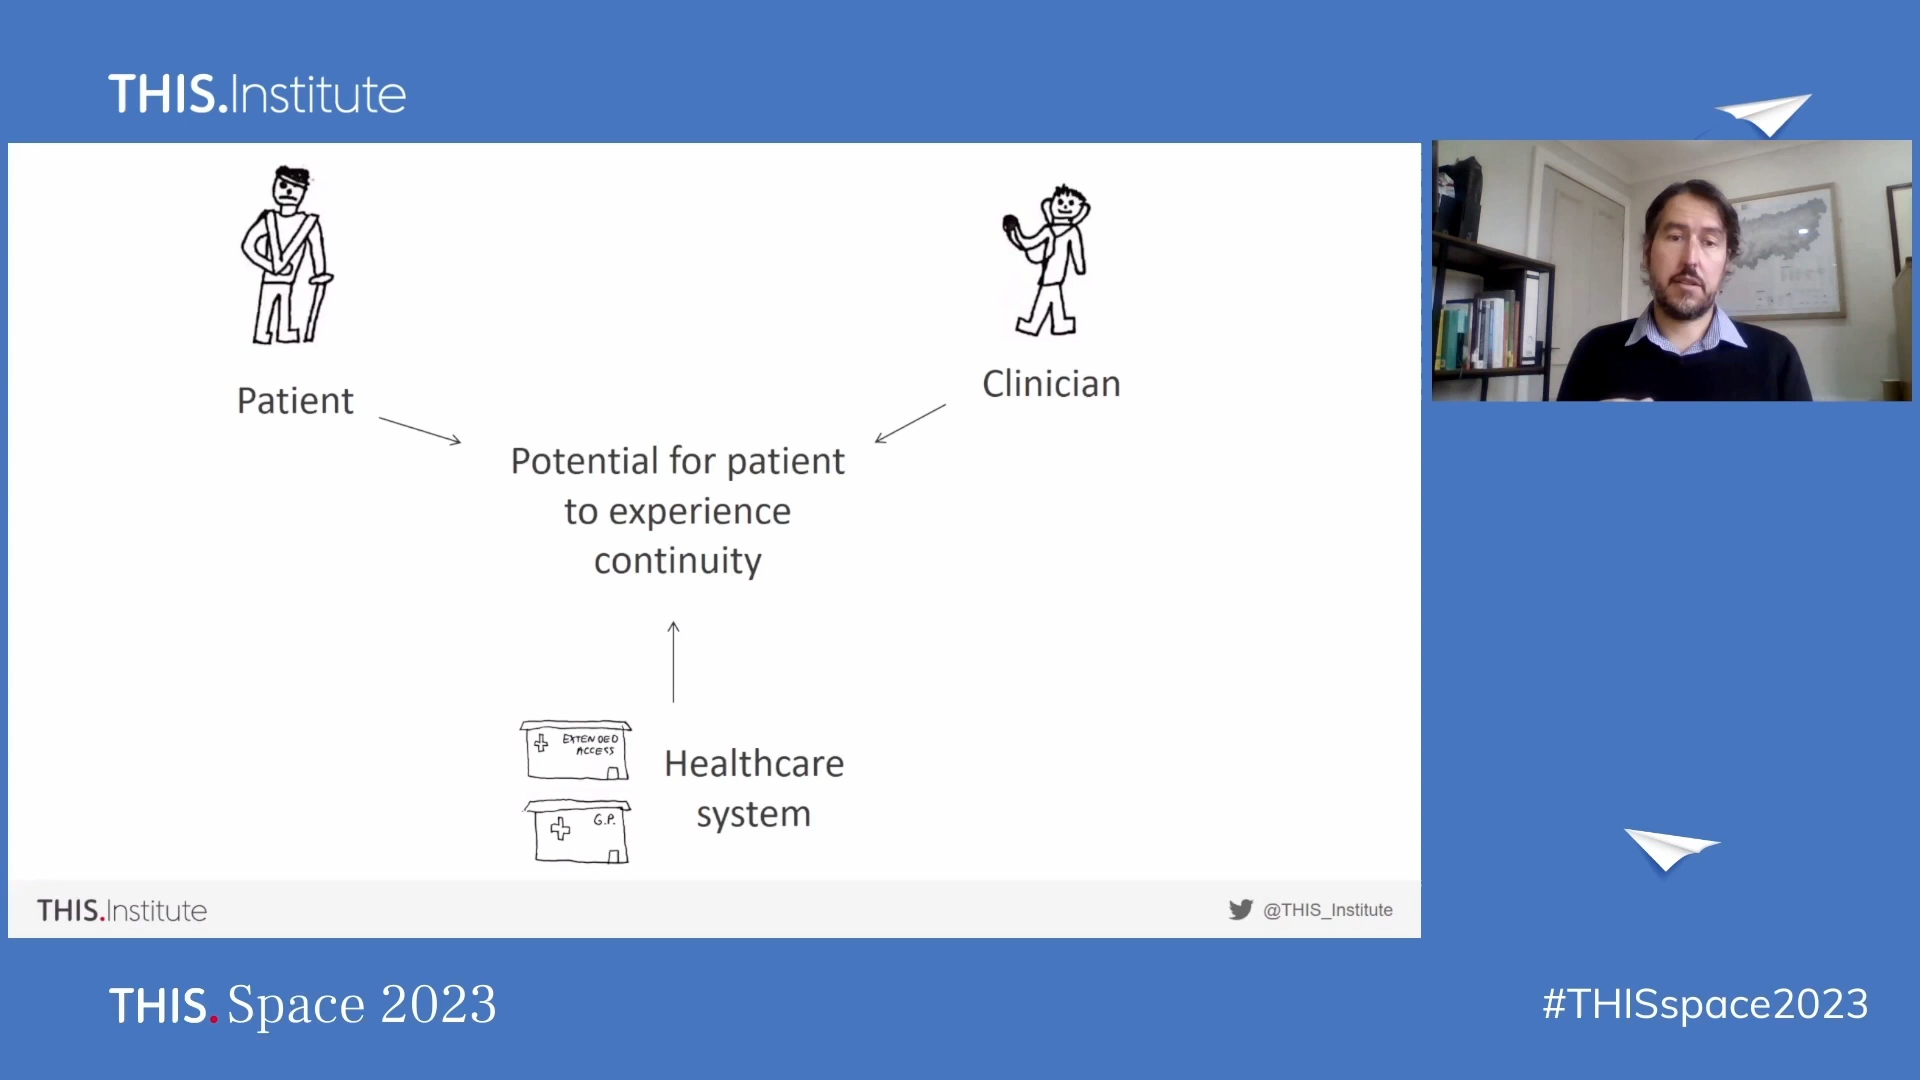 THIS.Institute
Patient
Clinician
Potential for patient
to experience
continuity
EXTENDED
ACCESS
G.P.
Healthcare
system
THIS.Institute
@THIS_Institute
THIS. Space 2023
#THISspace2023